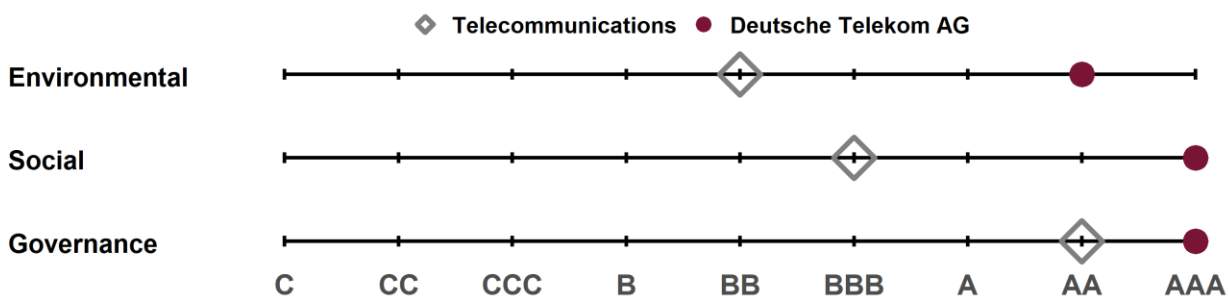 Telecommunications Deutsche Telekom AG
Environmental
Social
Governance
C CC CCC B BB BBB A AA AAA